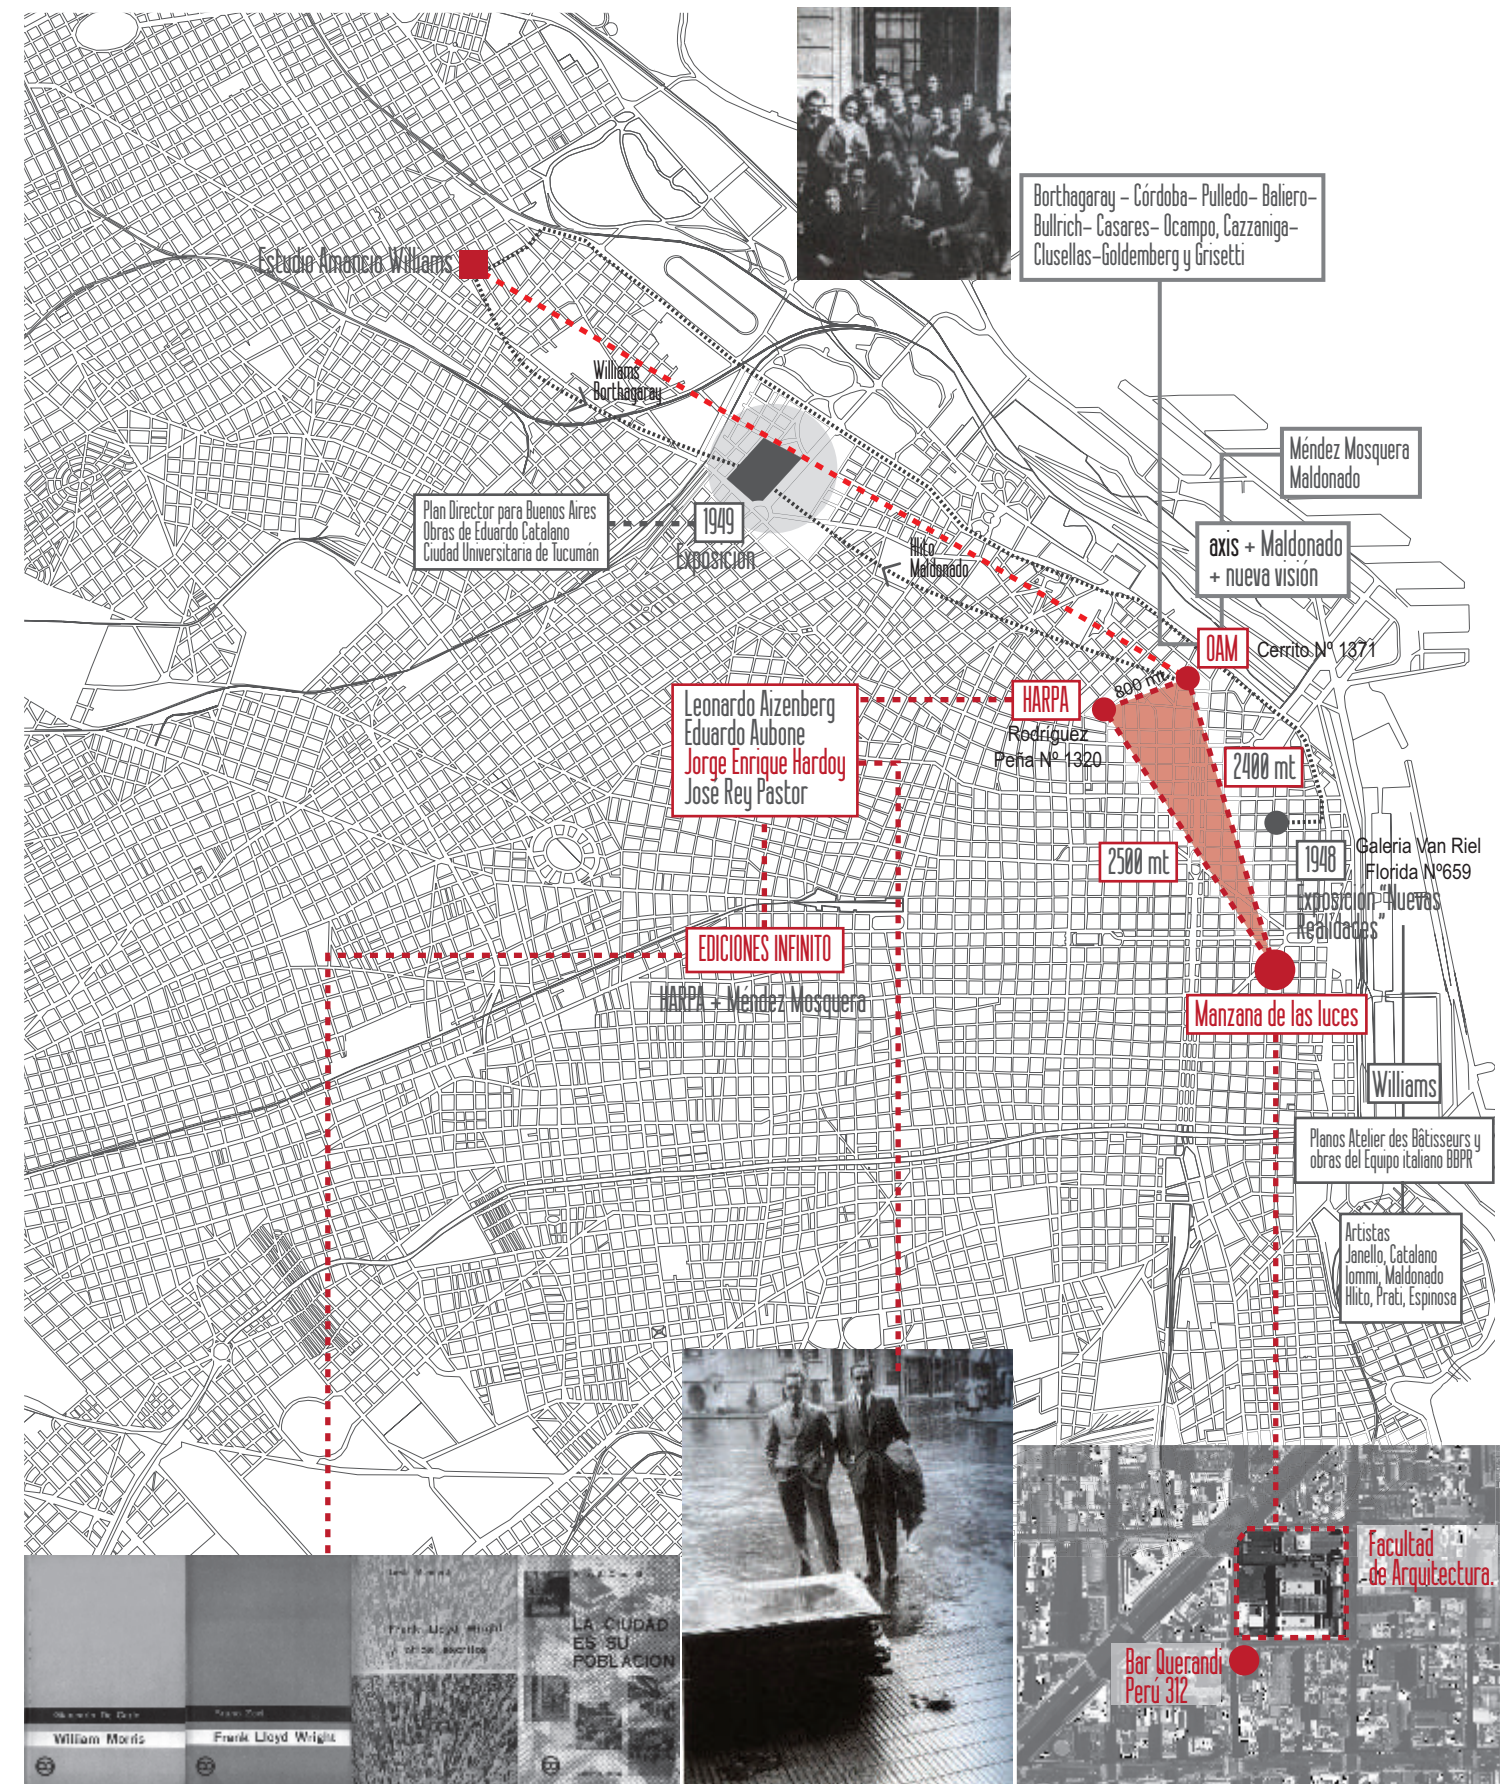 Borthagaray – Córdoba– Pulledo– Baliero–
Bullrich– Casares– Ocampo, Cazzaniga–
Clusellas–Goldemberg y Grisetti
Estudio Amancio Williams
Williams
Borthagaray
Méndez Mosquera
Maldonado
Plan Director para Buenos Aires
Obras de Eduardo Catalano
Ciudad Universitaria de Tucumán
1949
Exposición
Hlito
Maldonado
axis + Maldonado
+ nueva visión
OAM
Cerrito Nº 1371
800 mt
HARPA
Rodríguez
Peña Nº 1320
Leonardo Aizenberg
Eduardo Aubone
Jorge Enrique Hardoy
José Rey Pastor
2400 mt
2500 mt
1948
Galeria Van Riel
Florida Nº659
Exposición "Nuevas
Realidades"
EDICIONES INFINITO
HARPA + Méndez Mosquera
Manzana de las luces
Williams
Planos Atelier des Bâtisseurs y
obras del Equipo italiano BBPR
Artistas
Janello, Catalano
Iommi, Maldonado
Hlito, Prati, Espinosa
Facultad
de Arquitectura.
Bar Querandí
Perú 312
William Morris
Frank Lloyd Wright
Frank Lloyd Wright
LA CIUDAD
ES SU
POBLACION